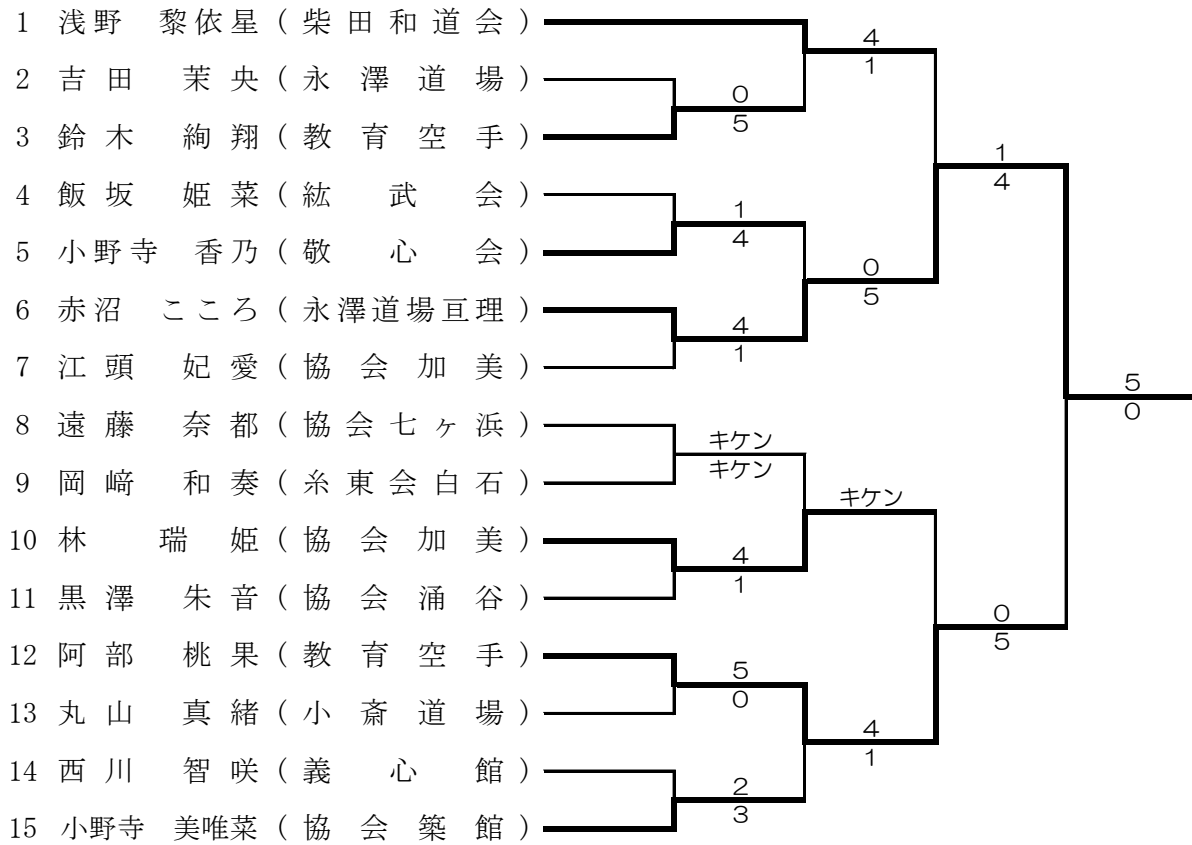 1 浅野 黎依星 ( 柴田和道会 )
2 吉田 茉央 ( 永澤道場 )
3 鈴木 絢翔 ( 教育空手 )
4 飯坂 姫菜 ( 紘武会 )
5 小野寺 香乃 ( 敬心会 )
6 赤沼 こころ ( 永澤道場亘理 )
7 江頭 妃愛 ( 協会加美 )
8 遠藤 奈都 ( 協会七ヶ浜 )
9 岡﨑 和奏 ( 糸東会白石 )
10 林 瑞姫 ( 協会加美 )
11 黒澤 朱音 ( 協会涌谷 )
12 阿部 桃果 ( 教育空手 )
13 丸山 真緒 ( 小斎道場 )
14 西川 智咲 ( 義心館 )
15 小野寺 美唯菜 ( 協会築館 )
0
5
1
4
4
1
キケン
キケン
4
1
5
0
2
3
4
1
0
5
キケン
4
1
1
4
0
5
5
0